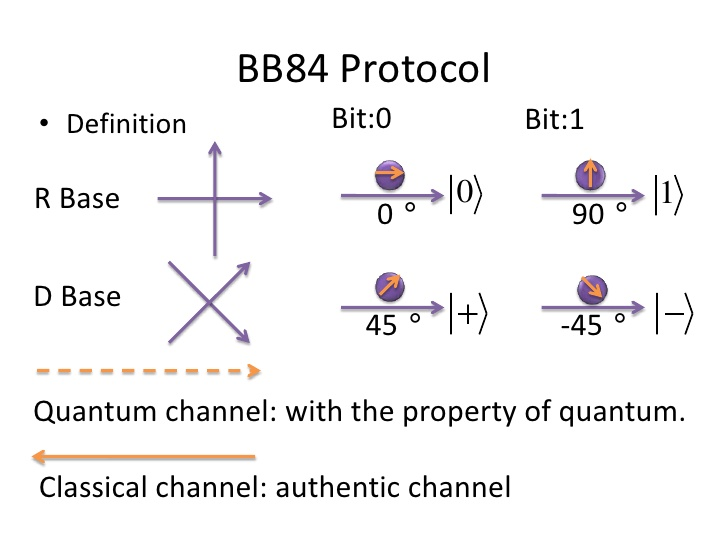 BB84 Protocol
• Definition Bit:0 Bit:1
R Base |0⟩ |1⟩
0 ° 90 °
D Base |+⟩ |−⟩
45 ° -45 °
Quantum channel: with the property of quantum.
Classical channel: authentic channel